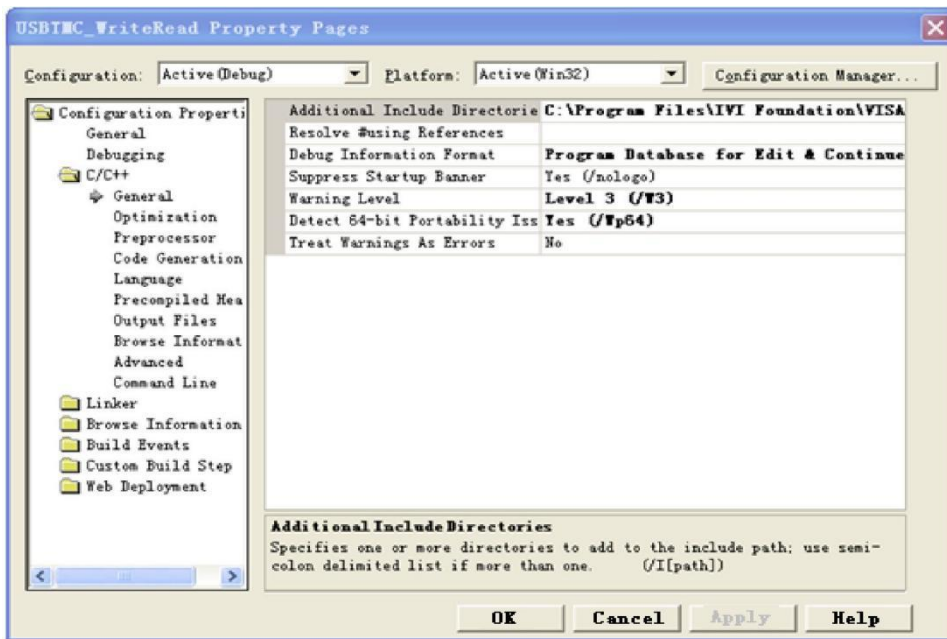 USBTMC_WriteRead Property Pages
Configuration: Active(Debug) Platform: Active(Win32) Configuration Manager...
Configuration Properti
General
Debugging
C/C++
General
Optimization
Preprocessor
Code Generation
Language
Precompiled Hea
Output Files
Browse Informat
Advanced
Command Line
Linker
Browse Information
Build Events
Custom Build Step
Web Deployment
Additional Include Directorie C:\Program Files\IVI Foundation\VISA
Resolve #using References
Debug Information Format Program Database for Edit & Continue
Suppress Startup Banner Yes (/nologo)
Warning Level Level 3 (/W3)
Detect 64-bit Portability Iss Yes (/Wp64)
Treat Warnings As Errors No
Additional Include Directories
Specifies one or more directories to add to the include path; use semi-
colon delimited list if more than one. (/I[path])
OK Cancel Apply Help